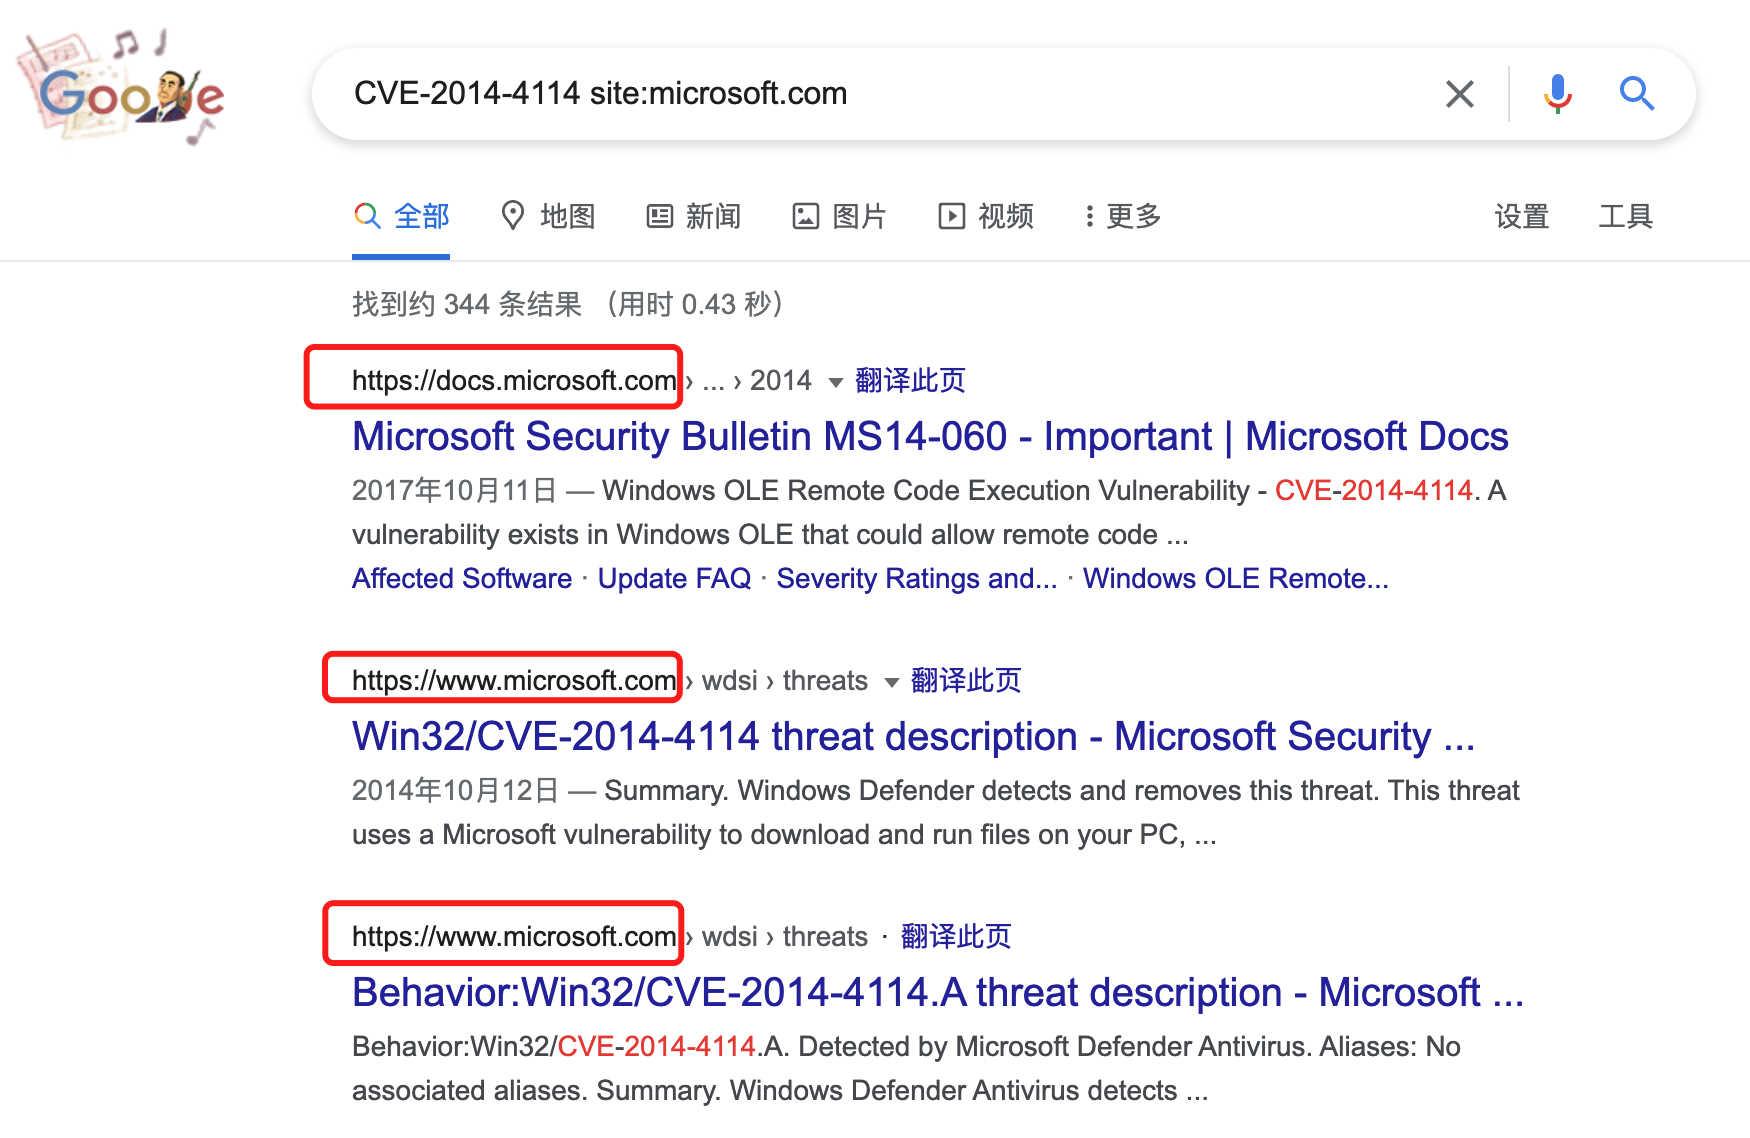 Google
CVE-2014-4114 site:microsoft.com
全部 地图 新闻 图片 视频 更多 设置 工具
找到约 344 条结果 （用时 0.43 秒）
https://docs.microsoft.com › ... › 2014 翻译此页
Microsoft Security Bulletin MS14-060 - Important | Microsoft Docs
2017年10月11日 — Windows OLE Remote Code Execution Vulnerability - CVE-2014-4114. A
vulnerability exists in Windows OLE that could allow remote code ...
Affected Software · Update FAQ · Severity Ratings and... · Windows OLE Remote...
https://www.microsoft.com › wdsi › threats 翻译此页
Win32/CVE-2014-4114 threat description - Microsoft Security ...
2014年10月12日 — Summary. Windows Defender detects and removes this threat. This threat
uses a Microsoft vulnerability to download and run files on your PC, ...
https://www.microsoft.com › wdsi › threats · 翻译此页
Behavior:Win32/CVE-2014-4114.A threat description - Microsoft ...
Behavior:Win32/CVE-2014-4114.A. Detected by Microsoft Defender Antivirus. Aliases: No
associated aliases. Summary. Windows Defender Antivirus detects ...